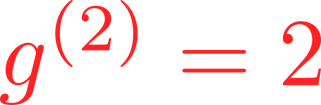 g^{(2)} = 2